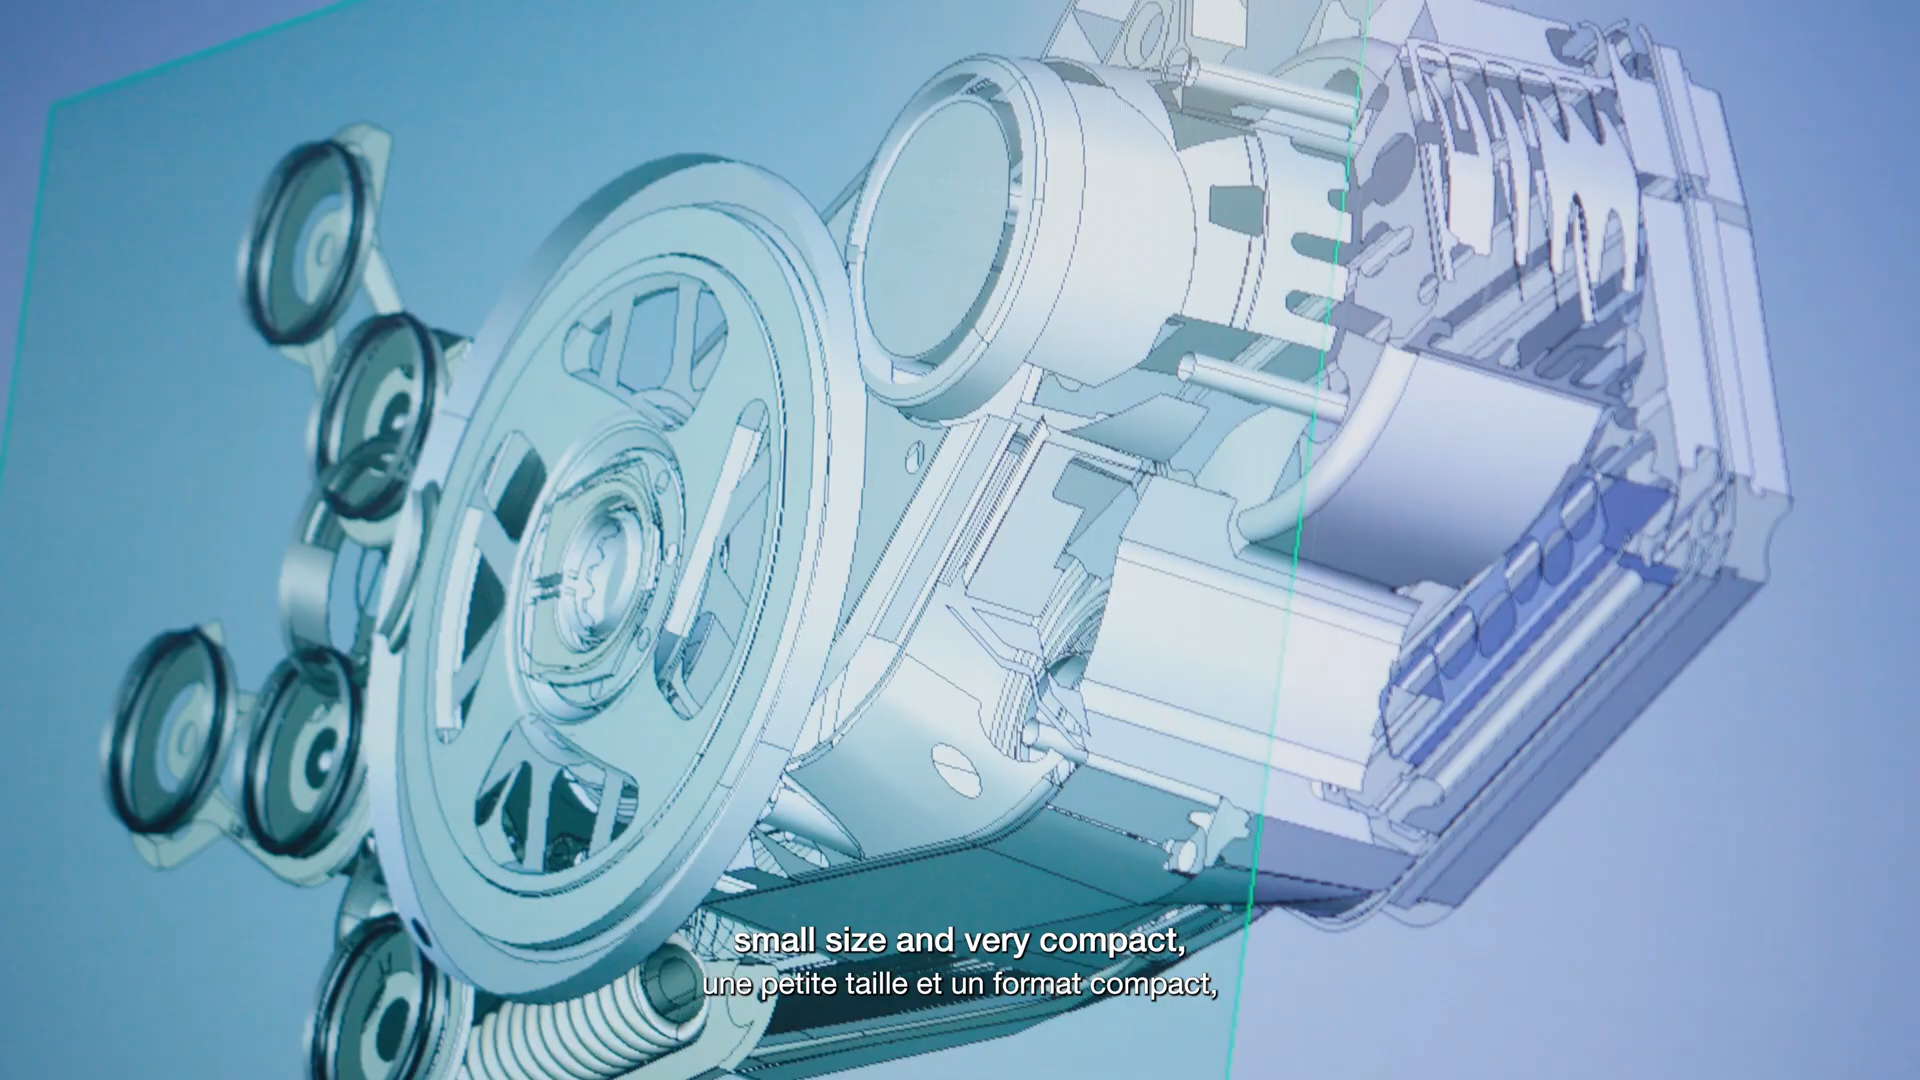 small size and very compact,
une petite taille et un format compact,